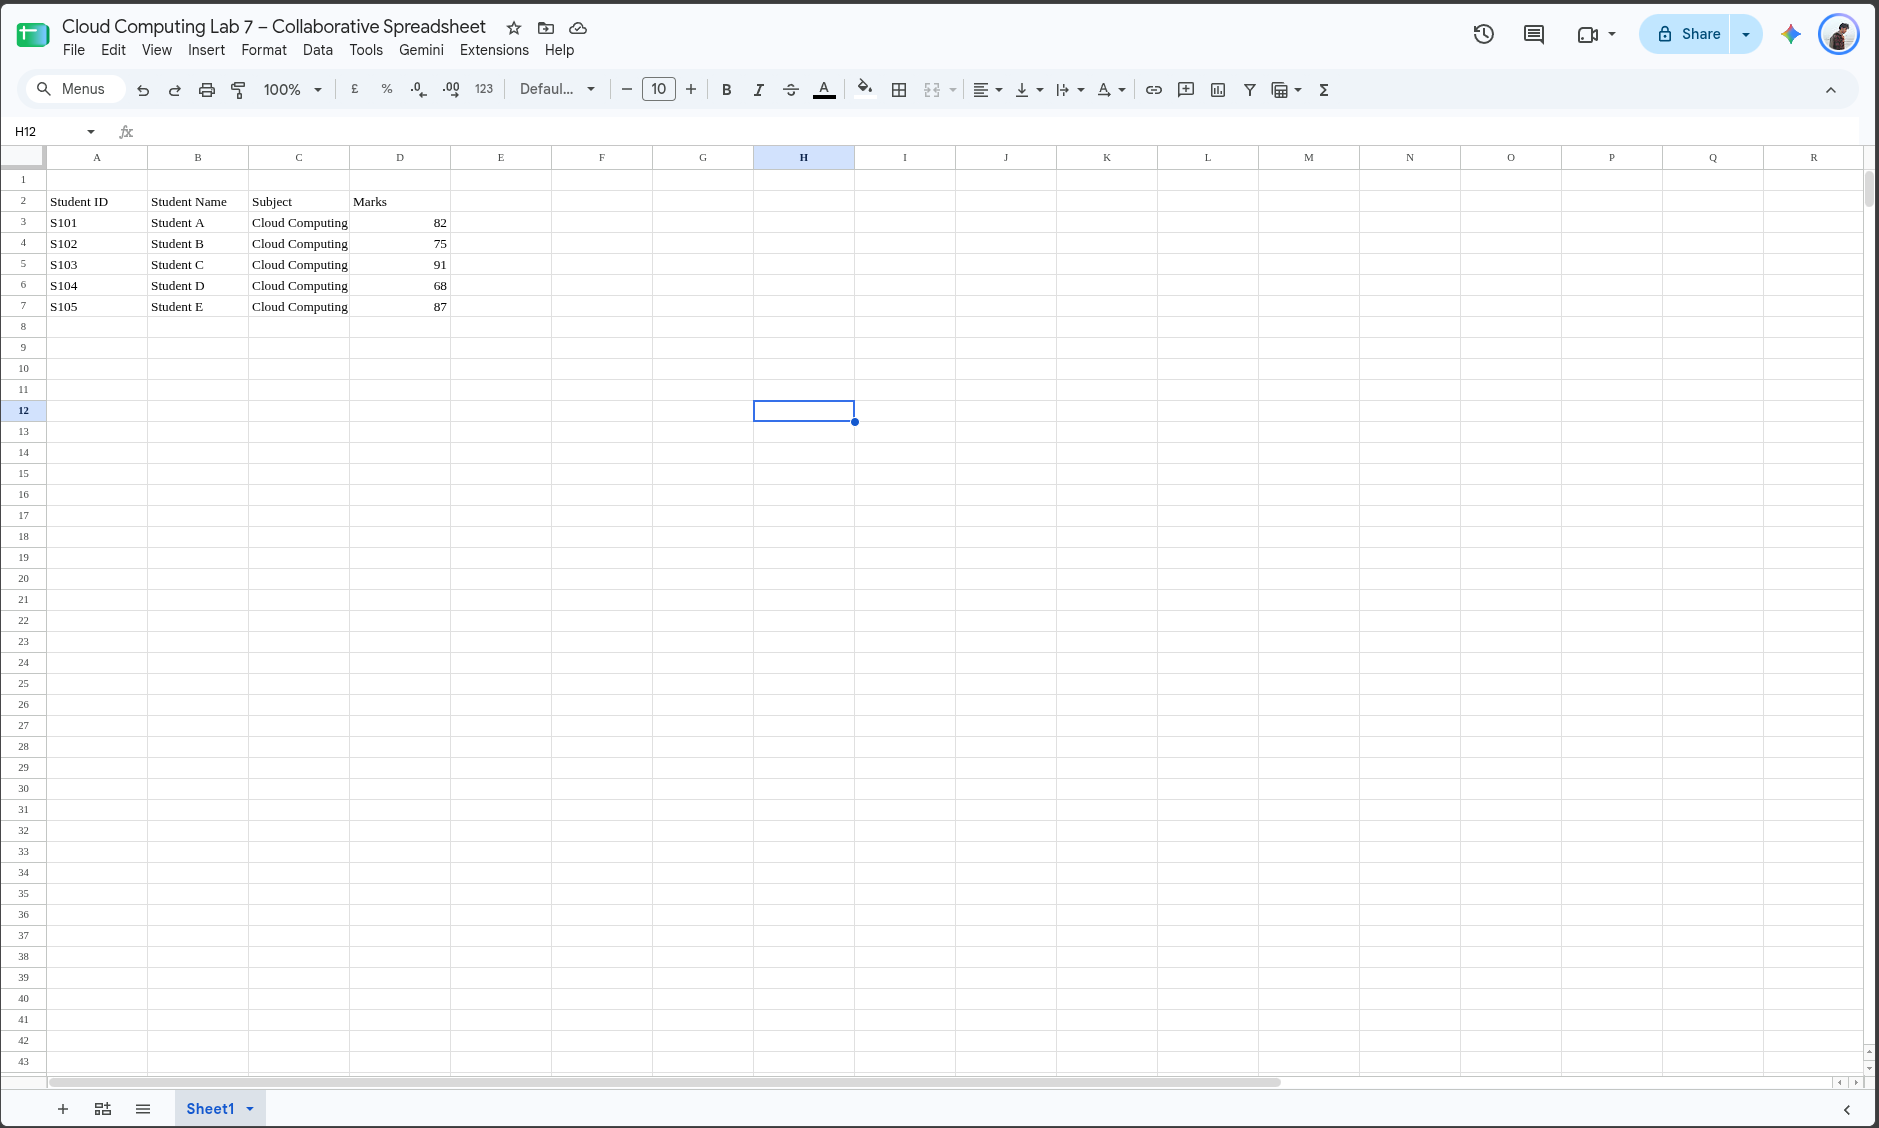 Cloud Computing Lab 7 – Collaborative Spreadsheet
File Edit View Insert Format Data Tools Gemini Extensions Help
Share
Menus 100% £ % .0 .00 123 Defaul... 10 B I A A Σ
H12 fx
A B C D E F G H I J K L M N O P Q R
1
2 Student ID Student Name Subject Marks
3 S101 Student A Cloud Computing 82
4 S102 Student B Cloud Computing 75
5 S103 Student C Cloud Computing 91
6 S104 Student D Cloud Computing 68
7 S105 Student E Cloud Computing 87
8
9
10
11
12
13
14
15
16
17
18
19
20
21
22
23
24
25
26
27
28
29
30
31
32
33
34
35
36
37
38
39
40
41
42
43
Sheet1